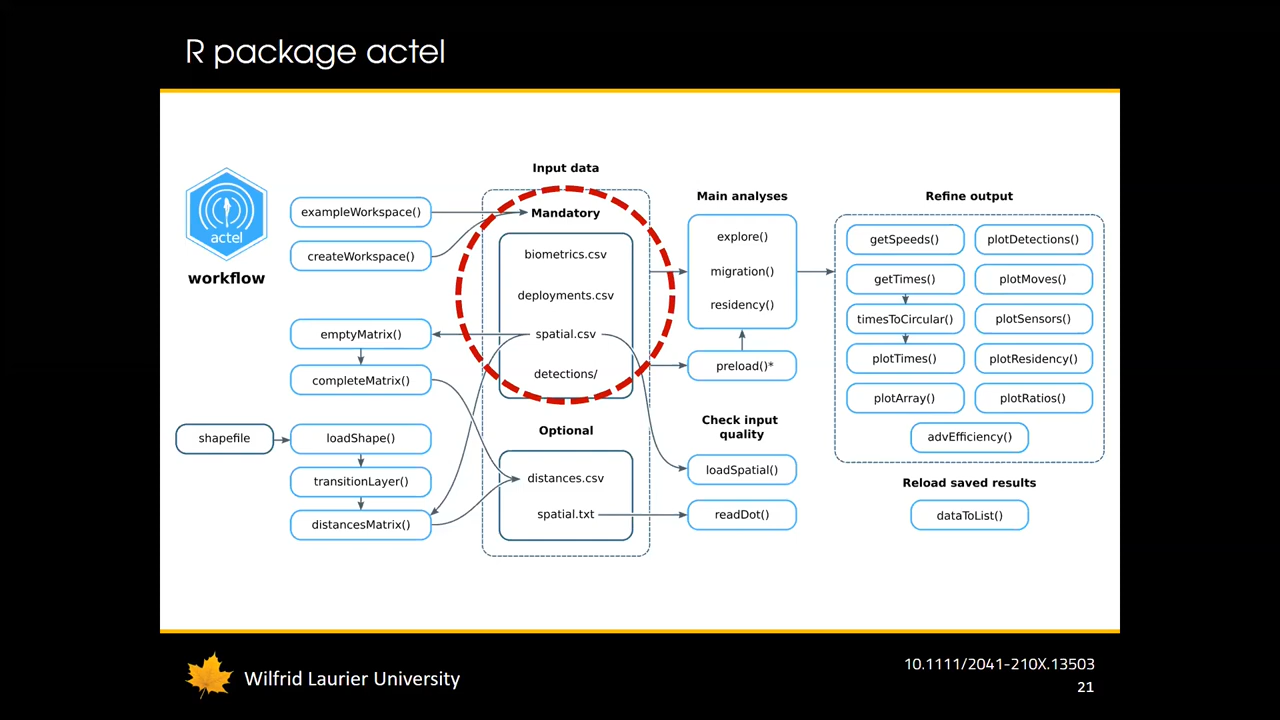 R package actel
actel
workflow
exampleWorkspace()
createWorkspace()
emptyMatrix()
completeMatrix()
shapefile
loadShape()
transitionLayer()
distancesMatrix()
Input data
Mandatory
biometrics.csv
deployments.csv
spatial.csv
detections/
Optional
distances.csv
spatial.txt
Main analyses
explore()
migration()
residency()
preload()*
Check input
quality
loadSpatial()
readDot()
Refine output
getSpeeds()
plotDetections()
getTimes()
plotMoves()
timesToCircular()
plotSensors()
plotTimes()
plotResidency()
plotArray()
plotRatios()
advEfficiency()
Reload saved results
dataToList()
Wilfrid Laurier University
10.1111/2041-210X.13503
21